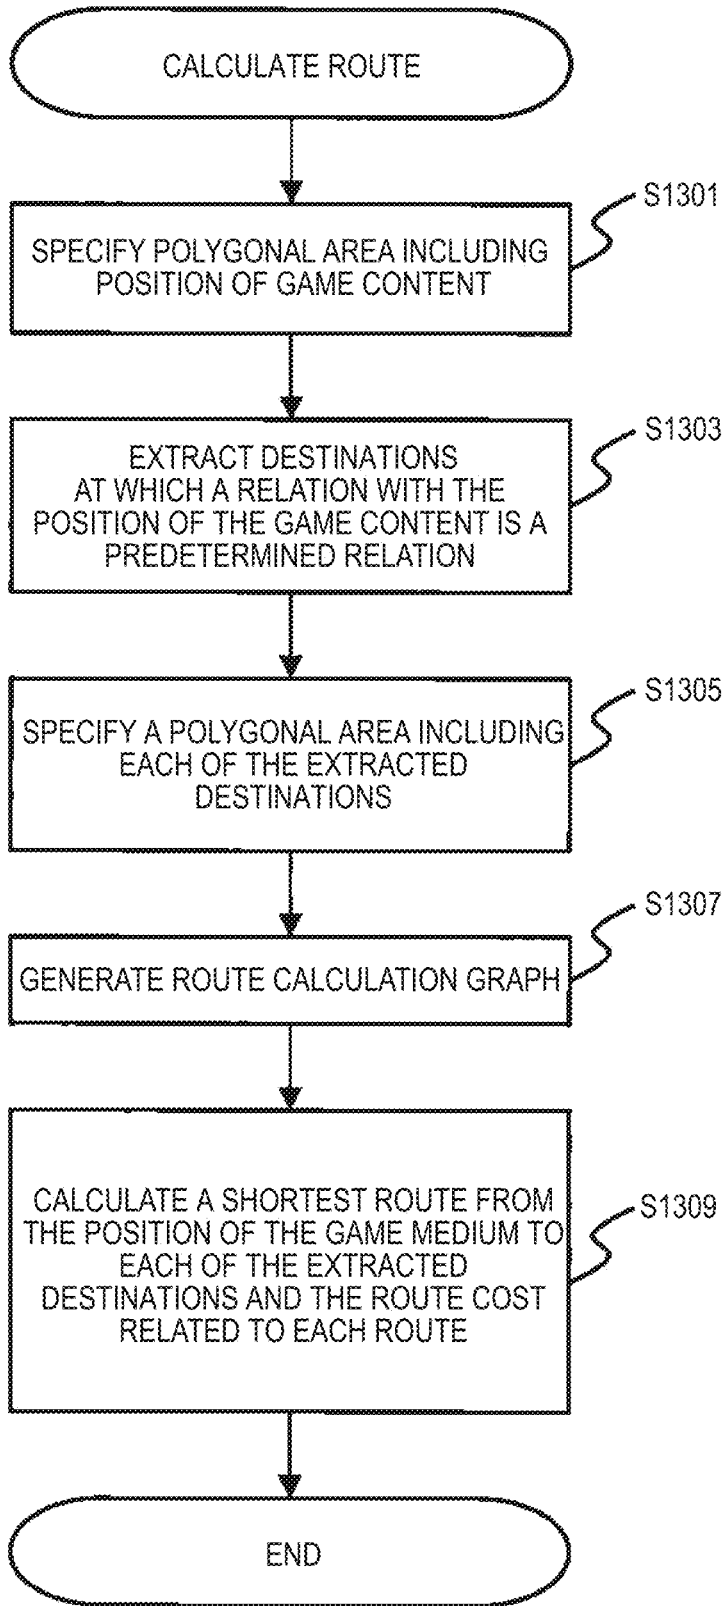 CALCULATE ROUTE
S1301
SPECIFY POLYGONAL AREA INCLUDING
POSITION OF GAME CONTENT
S1303
EXTRACT DESTINATIONS
AT WHICH A RELATION WITH THE
POSITION OF THE GAME CONTENT IS A
PREDETERMINED RELATION
S1305
SPECIFY A POLYGONAL AREA INCLUDING
EACH OF THE EXTRACTED
DESTINATIONS
S1307
GENERATE ROUTE CALCULATION GRAPH
S1309
CALCULATE A SHORTEST ROUTE FROM
THE POSITION OF THE GAME MEDIUM TO
EACH OF THE EXTRACTED
DESTINATIONS AND THE ROUTE COST
RELATED TO EACH ROUTE
END